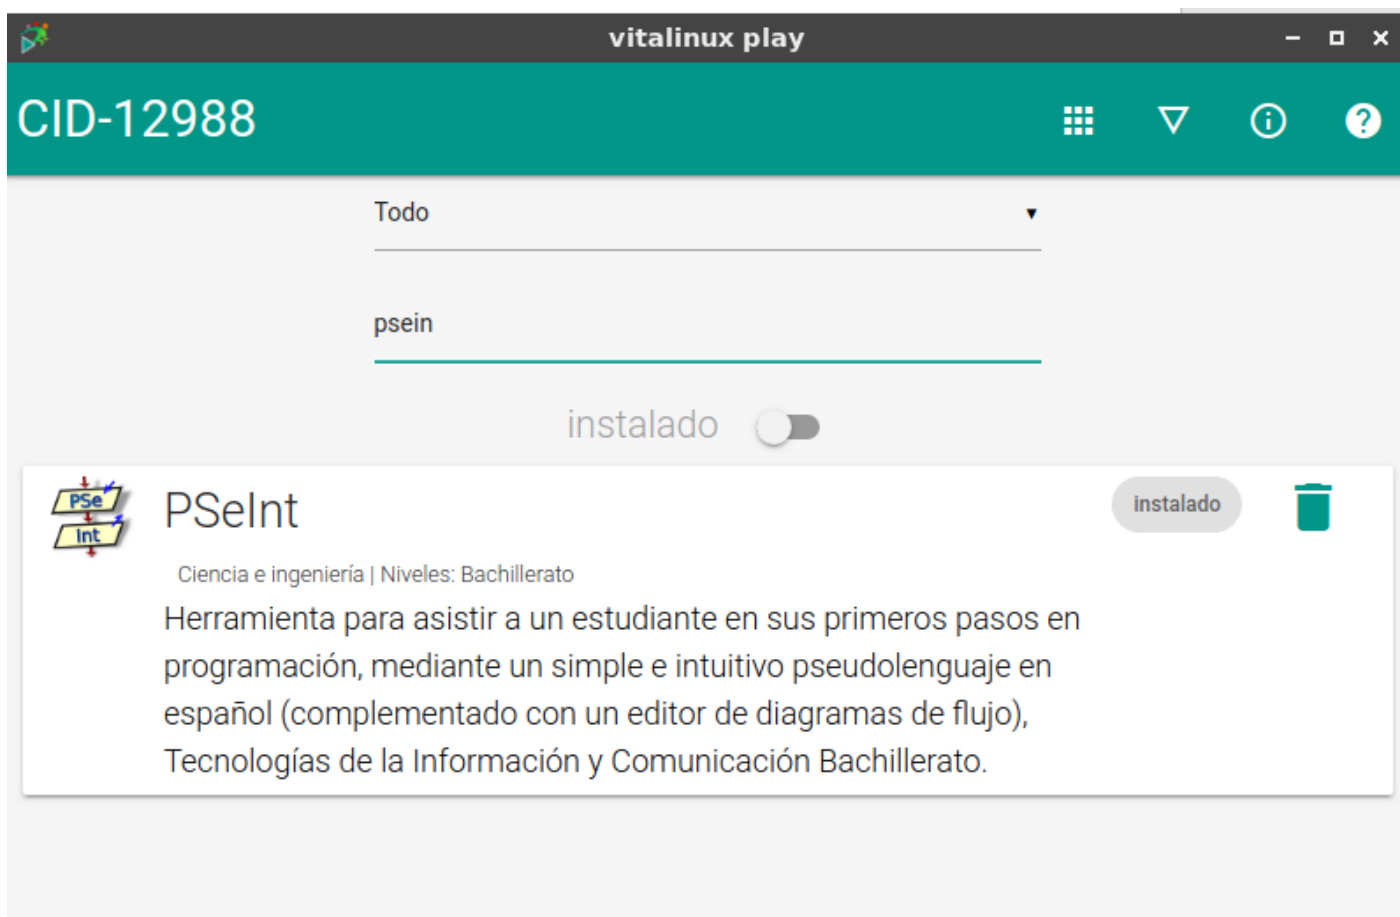 vitalinux play
CID-12988
Todo
psein
instalado
PSe
Int
PSeInt
instalado
Ciencia e ingeniería | Niveles: Bachillerato
Herramienta para asistir a un estudiante en sus primeros pasos en
programación, mediante un simple e intuitivo pseudolenguaje en
español (complementado con un editor de diagramas de flujo),
Tecnologías de la Información y Comunicación Bachillerato.